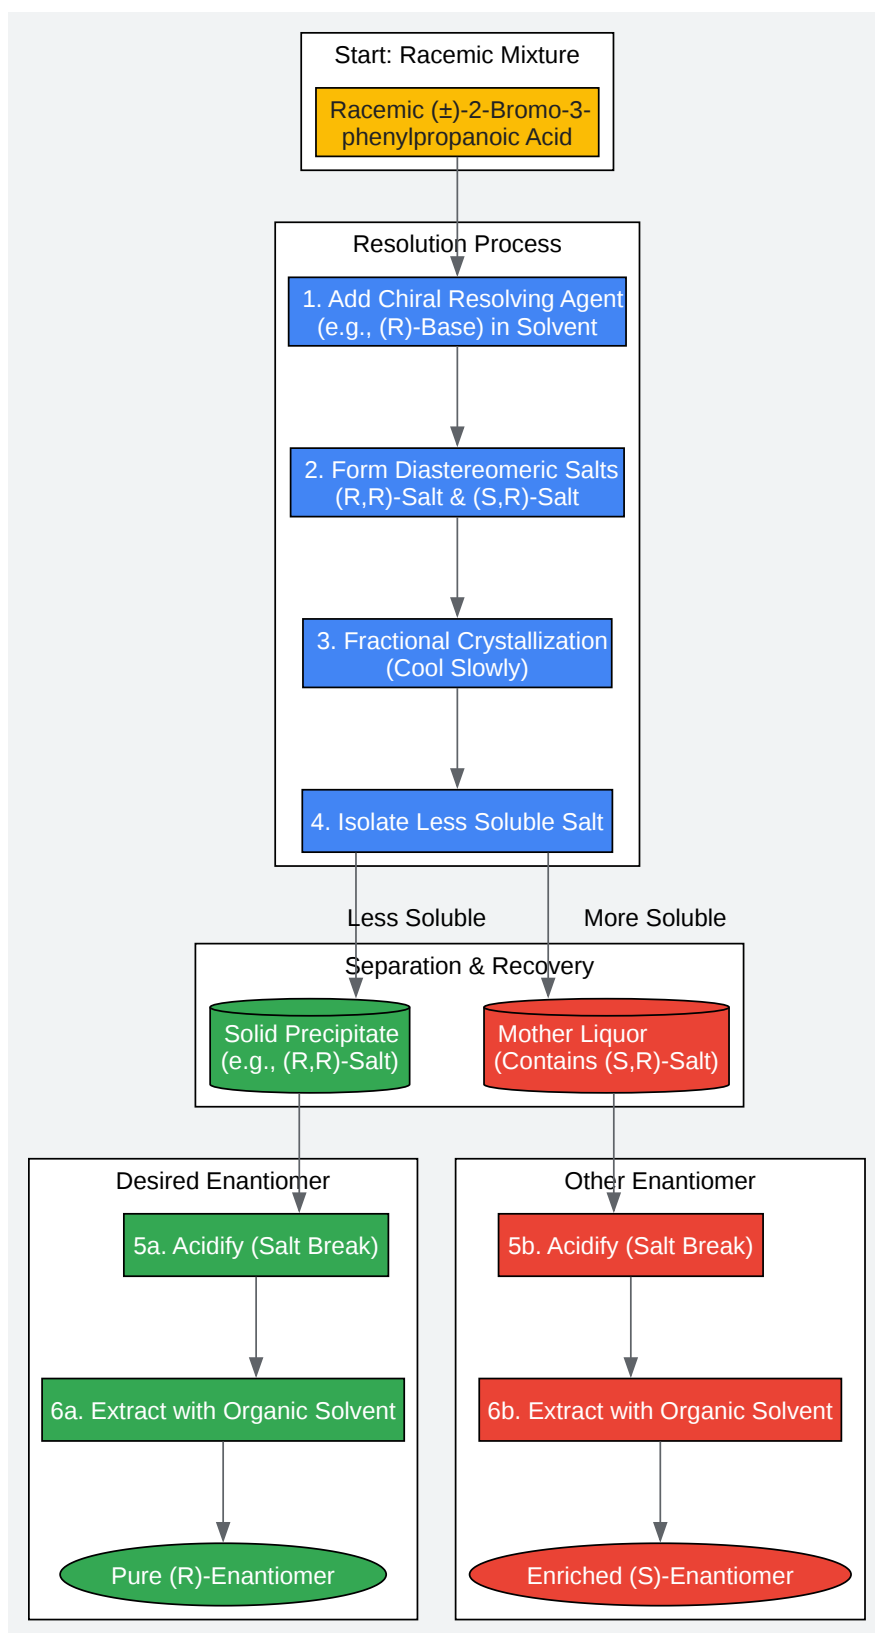 Start: Racemic Mixture
Racemic (±)-2-Bromo-3-
phenylpropanoic Acid
Resolution Process
1. Add Chiral Resolving Agent
(e.g., (R)-Base) in Solvent
2. Form Diastereomeric Salts
(R,R)-Salt & (S,R)-Salt
3. Fractional Crystallization
(Cool Slowly)
4. Isolate Less Soluble Salt
Less Soluble
More Soluble
Separation & Recovery
Solid Precipitate
(e.g., (R,R)-Salt)
Mother Liquor
(Contains (S,R)-Salt)
Desired Enantiomer
5a. Acidify (Salt Break)
6a. Extract with Organic Solvent
Pure (R)-Enantiomer
Other Enantiomer
5b. Acidify (Salt Break)
6b. Extract with Organic Solvent
Enriched (S)-Enantiomer